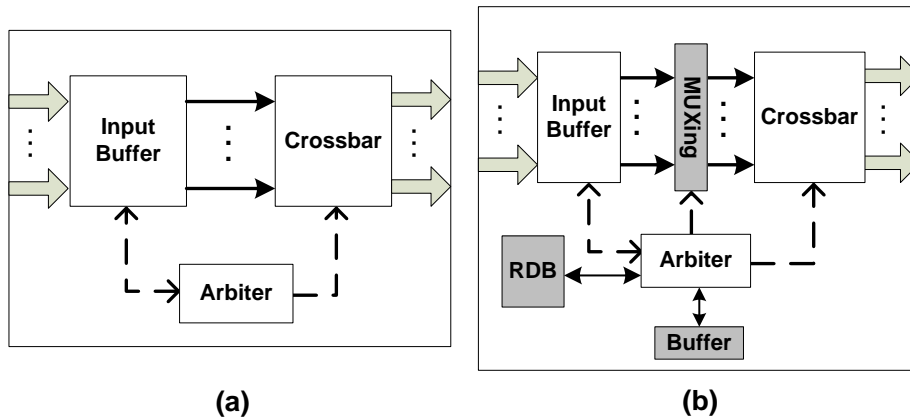 Input
Buffer
Crossbar
Arbiter
(a)
Input
Buffer
MUXing
Crossbar
RDB
Arbiter
Buffer
(b)